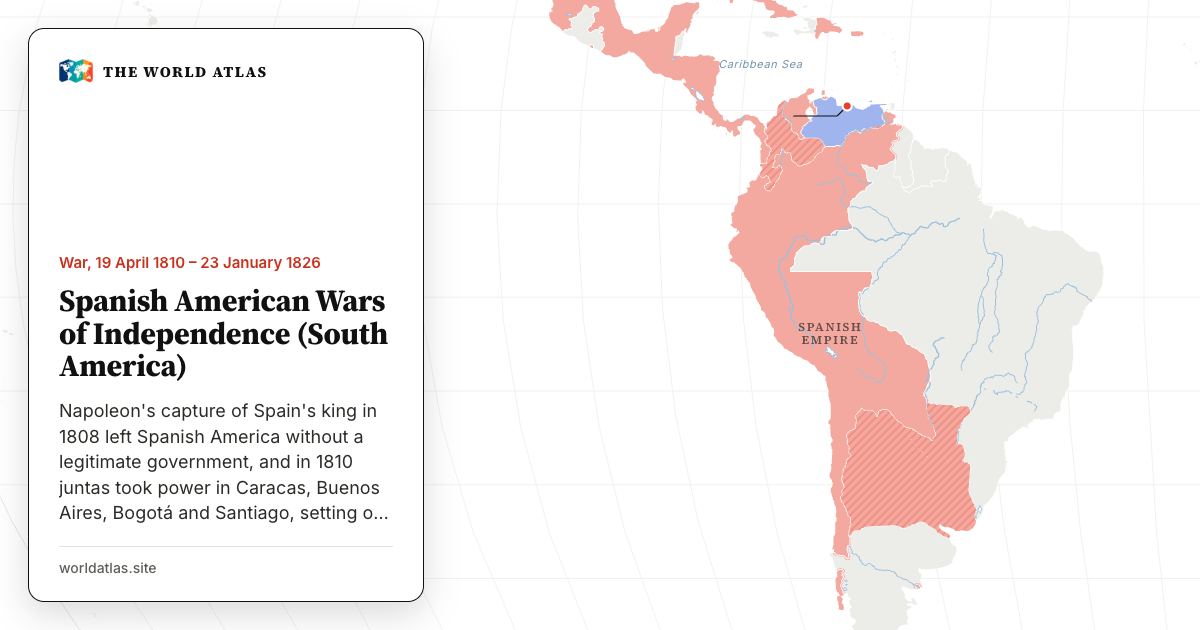 THE WORLD ATLAS
War, 19 April 1810 – 23 January 1826
Spanish American Wars
of Independence (South
America)
Napoleon's capture of Spain's king in
1808 left Spanish America without a
legitimate government, and in 1810
juntas took power in Caracas, Buenos
Aires, Bogotá and Santiago, setting o...
worldatlas.site
Caribbean Sea
SPANISH
EMPIRE